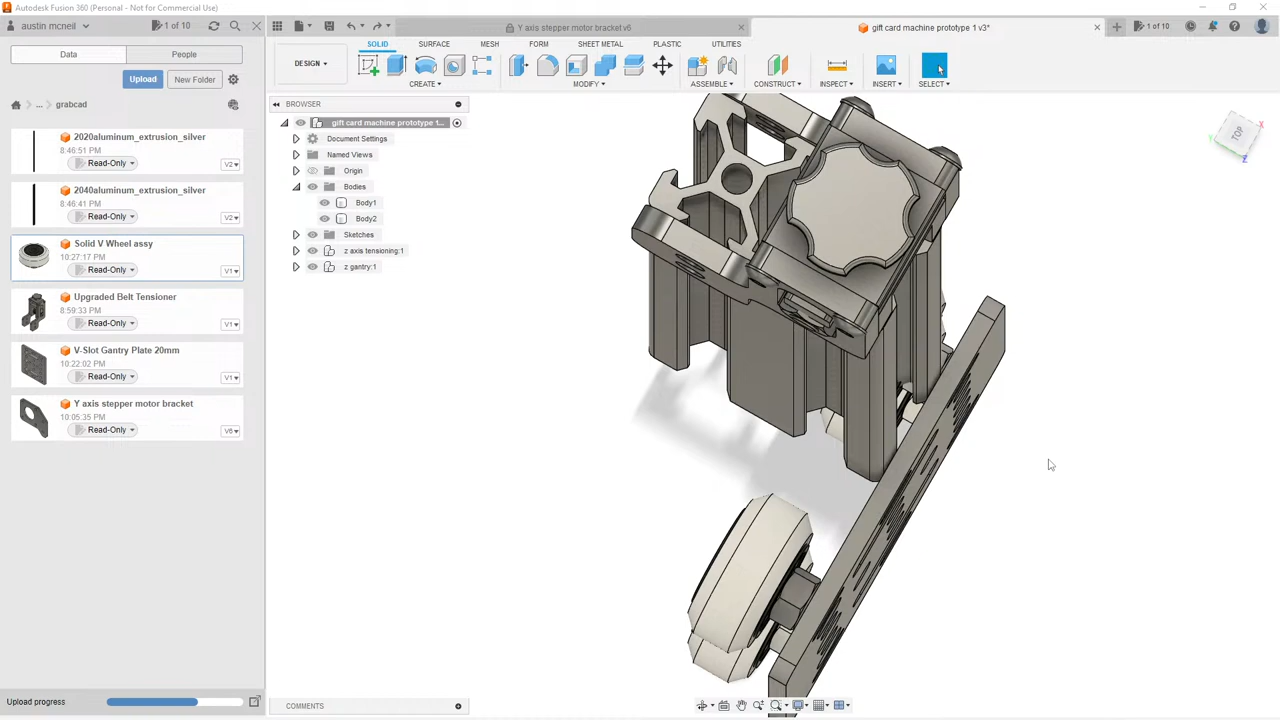 Autodesk Fusion 360 (Personal - Not for Commercial Use)
austin mcneil
1 of 10
Y axis stepper motor bracket v6
gift card machine prototype 1 v3*
1 of 10
Data
People
SOLID
SURFACE
MESH
FORM
SHEET METAL
PLASTIC
UTILITIES
DESIGN
Upload
New Folder
CREATE
MODIFY
ASSEMBLE
CONSTRUCT
INSPECT
INSERT
SELECT
... grabcad
BROWSER
gift card machine prototype 1...
Document Settings
Named Views
Origin
Bodies
Body1
Body2
Sketches
z axis tensioning:1
z gantry:1
TOP
X
Y
Z
2020aluminum_extrusion_silver
8:46:51 PM
Read-Only
V2
2040aluminum_extrusion_silver
8:46:41 PM
Read-Only
V2
Solid V Wheel assy
10:27:17 PM
Read-Only
V1
Upgraded Belt Tensioner
8:59:33 PM
Read-Only
V1
V-Slot Gantry Plate 20mm
10:22:02 PM
Read-Only
V1
Y axis stepper motor bracket
10:05:35 PM
Read-Only
V6
Upload progress
COMMENTS